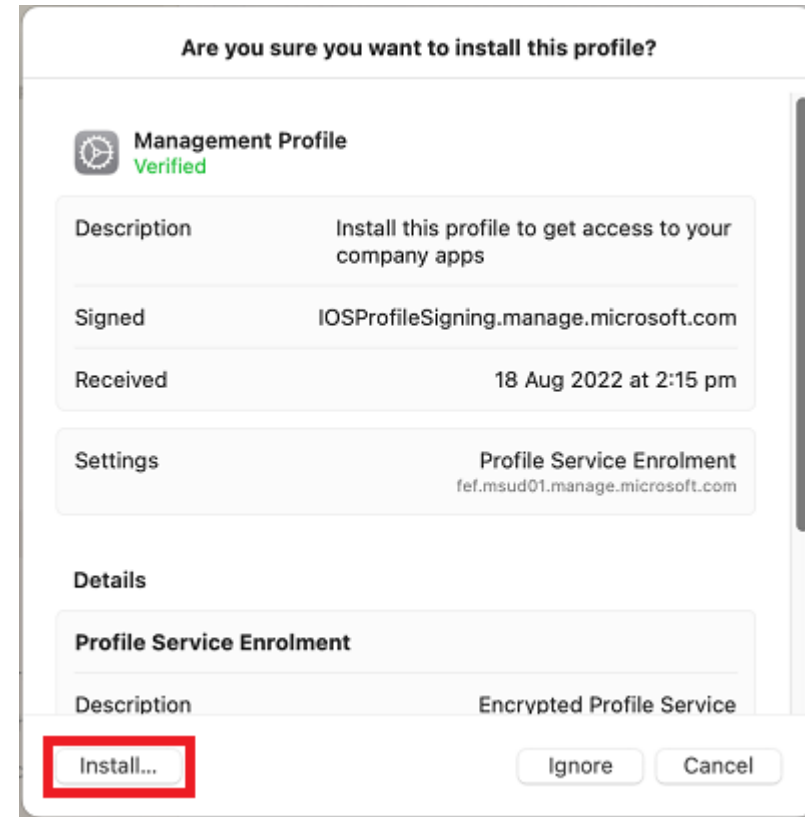 Are you sure you want to install this profile?
Management Profile
Verified
Description
Install this profile to get access to your
company apps
Signed
IOSProfileSigning.manage.microsoft.com
Received
18 Aug 2022 at 2:15 pm
Settings
Profile Service Enrolment
fef.msud01.manage.microsoft.com
Details
Profile Service Enrolment
Description
Encrypted Profile Service
Install...
Ignore
Cancel